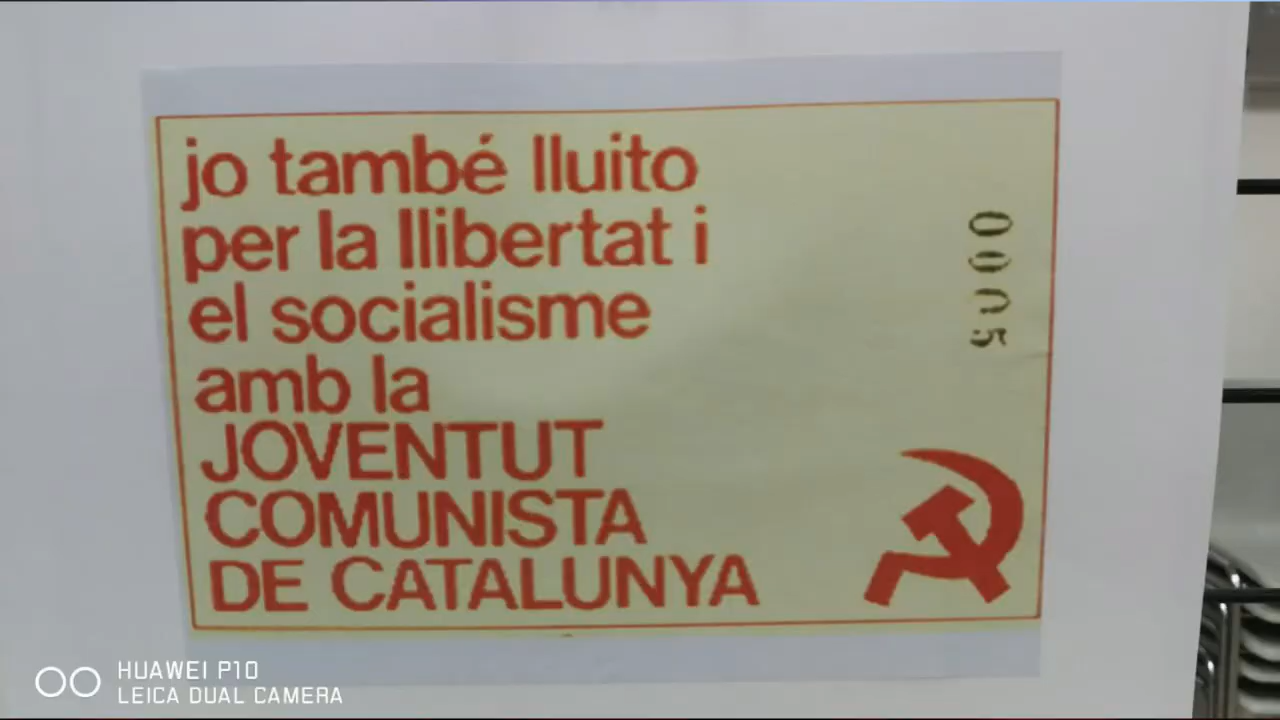 jo també lluito
per la llibertat i
el socialisme
amb la
JOVENTUT
COMUNISTA
DE CATALUNYA
0005
HUAWEI P10
LEICA DUAL CAMERA